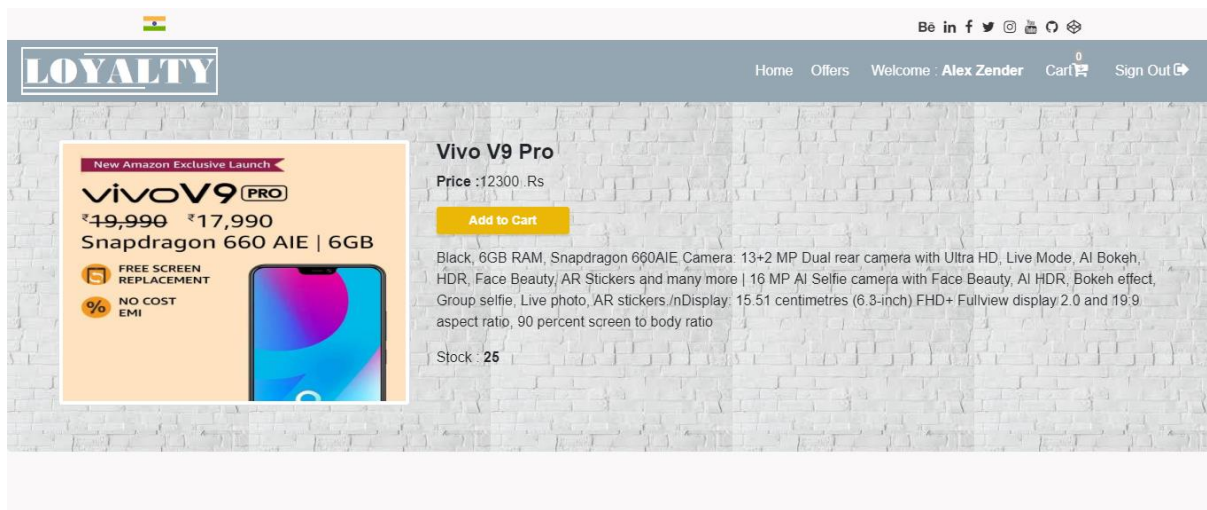 Bē in f
LOYALTY
Home Offers Welcome : Alex Zender Cart 0 Sign Out
New Amazon Exclusive Launch
vivo V9 PRO
₹19,990 ₹17,990
Snapdragon 660 AIE | 6GB
FREE SCREEN
REPLACEMENT
% NO COST
EMI
Vivo V9 Pro
Price :12300 Rs
Add to Cart
Black, 6GB RAM, Snapdragon 660AIE Camera: 13+2 MP Dual rear camera with Ultra HD, Live Mode, AI Bokeh,
HDR, Face Beauty, AR Stickers and many more | 16 MP AI Selfie camera with Face Beauty, AI HDR, Bokeh effect,
Group selfie, Live photo, AR stickers./nDisplay: 15.51 centimetres (6.3-inch) FHD+ Fullview display 2.0 and 19:9
aspect ratio, 90 percent screen to body ratio
Stock : 25